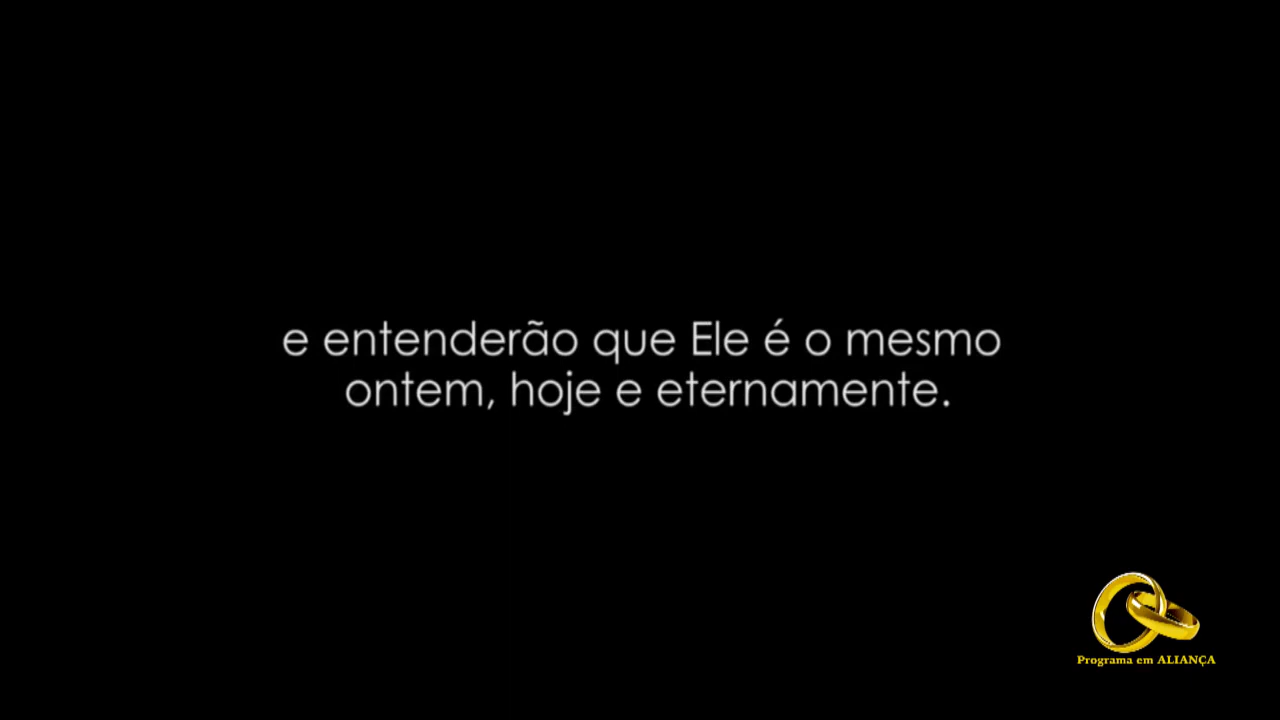 e entenderão que Ele é o mesmo
ontem, hoje e eternamente.
Programa em ALIANÇA